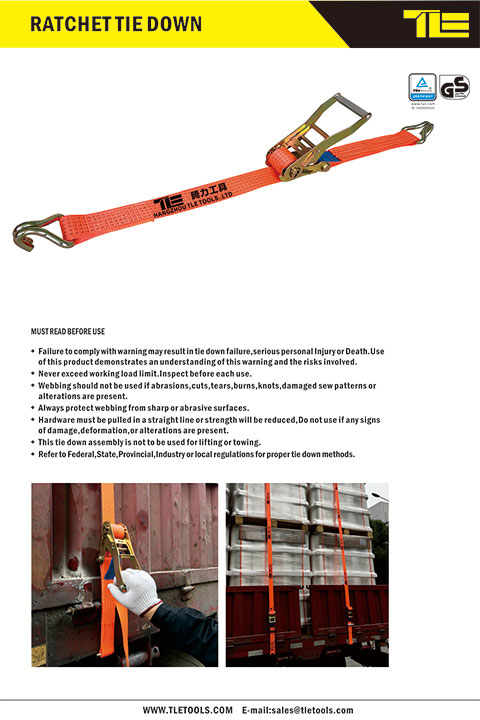 RATCHET TIE DOWN
TLE
GS
www.tuv.com
TLE 腾力工具
HANGZHOU TLE TOOLS LTD
MUST READ BEFORE USE
◆ Failure to comply with warning may result in tie down failure,serious personal Injury or Death.Use
of this product demonstrates an understanding of this warning and the risks involved.
◆ Never exceed working load limit.Inspect before each use.
◆ Webbing should not be used if abrasions,cuts,tears,burns,knots,damaged sew patterns or
alterations are present.
◆ Always protect webbing from sharp or abrasive surfaces.
◆ Hardware must be pulled in a straight line or strength will be reduced,Do not use if any signs
of damage,deformation,or alterations are present.
◆ This tie down assembly is not to be used for lifting or towing.
◆ Refer to Federal,State,Provincial,Industry or local regulations for proper tie down methods.
WWW.TLETOOLS.COM E-mail:sales@tletools.com